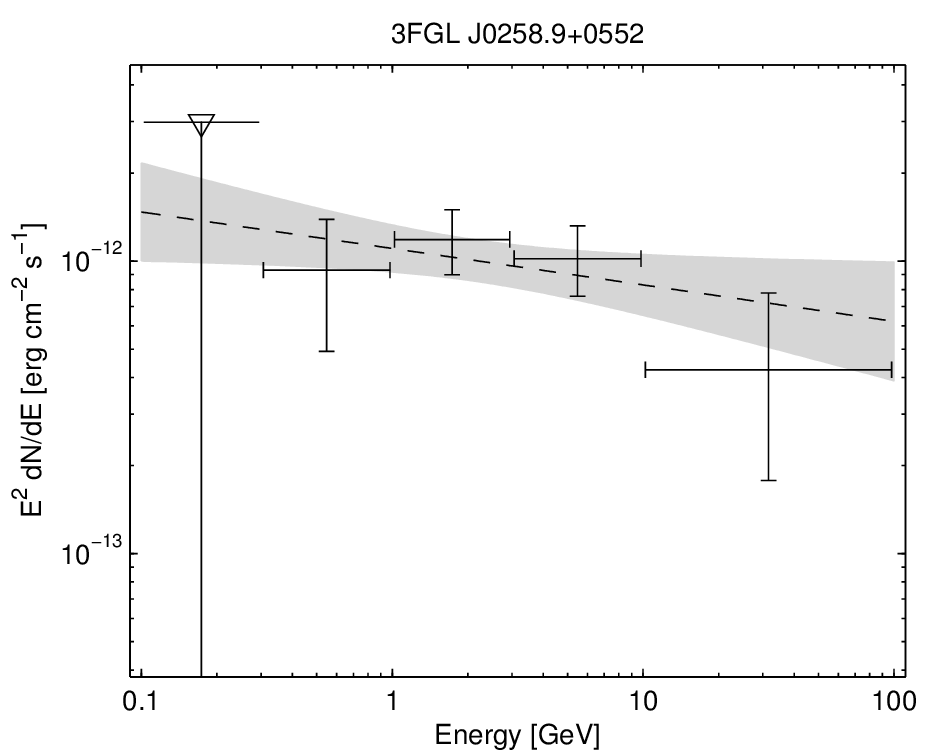 3FGL J0258.9+0552
E² dN/dE [erg cm⁻² s⁻¹]
10⁻¹²
10⁻¹³
0.1 1 10 100
Energy [GeV]